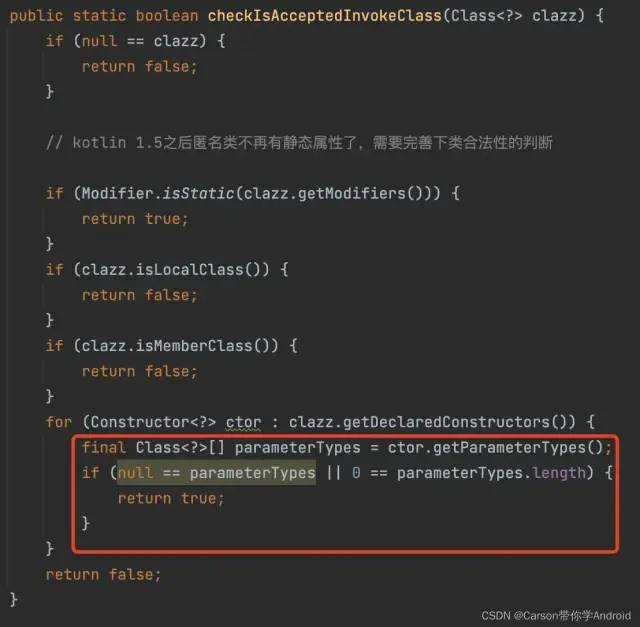 public static boolean checkIsAcceptedInvokeClass(Class<?> clazz) {
if (null == clazz) {
return false;
}
// kotlin 1.5之后匿名类不再有静态属性了，需要完善下类合法性的判断
if (Modifier.isStatic(clazz.getModifiers())) {
return true;
}
if (clazz.isLocalClass()) {
return false;
}
if (clazz.isMemberClass()) {
return false;
}
for (Constructor<?> ctor : clazz.getDeclaredConstructors()) {
final Class<?>[] parameterTypes = ctor.getParameterTypes();
if (null == parameterTypes || 0 == parameterTypes.length) {
return true;
}
}
return false;
}
CSDN @Carson带你学Android